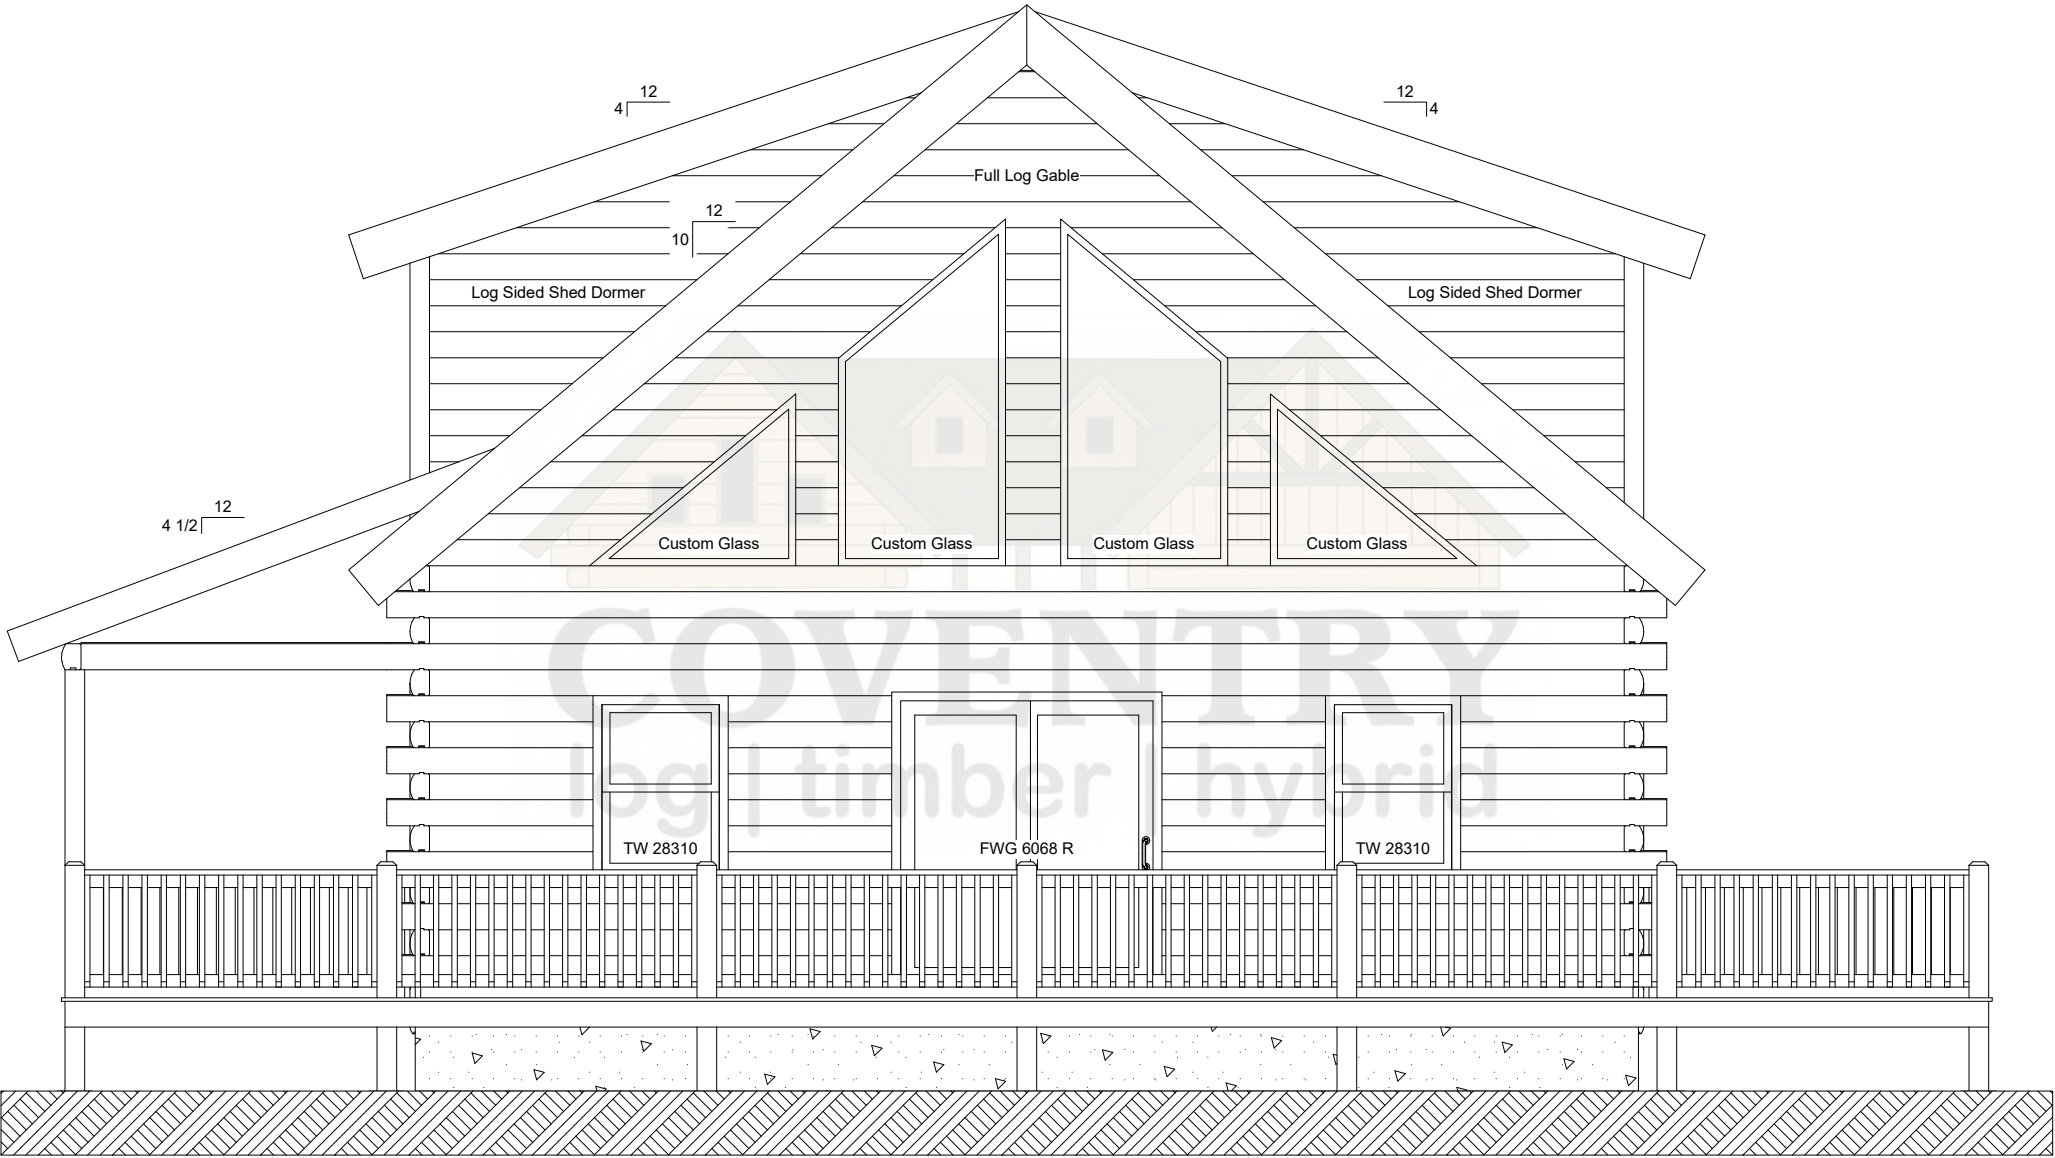 12
4
12
4
Full Log Gable
12
10
Log Sided Shed Dormer
Log Sided Shed Dormer
12
4 1/2
Custom Glass
Custom Glass
Custom Glass
Custom Glass
COVENTRY
log | timber | hybrid
TW 28310
FWG 6068 R
TW 28310